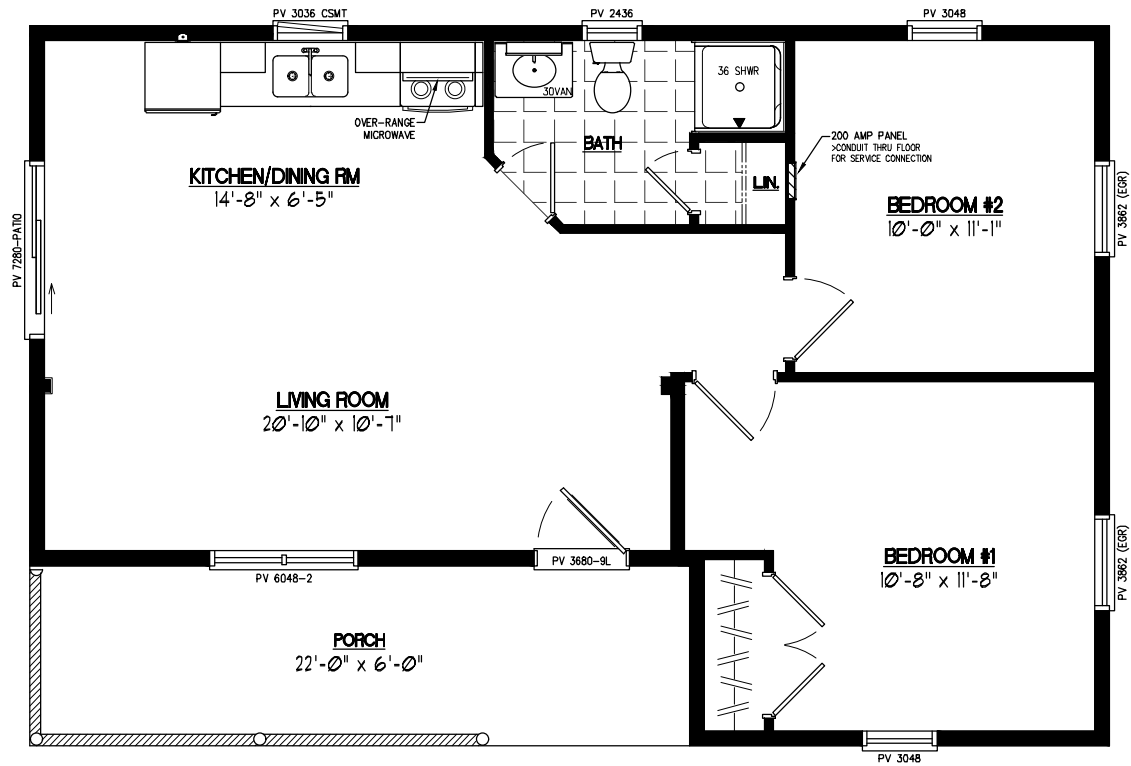 PV 3036 CSMT
PV 2436
PV 3048
36 SHWR
30VAN
OVER-RANGE
MICROWAVE
BATH
200 AMP PANEL
>CONDUIT THRU FLOOR
FOR SERVICE CONNECTION
KITCHEN/DINING RM
14'-8" x 6'-5"
LIN.
BEDROOM #2
10'-0" x 11'-1"
PV 3862 (EGR)
PV 7280-PATIO
LIVING ROOM
20'-10" x 10'-7"
PV 3680-9L
BEDROOM #1
10'-8" x 11'-8"
PV 3862 (EGR)
PV 6048-2
PORCH
22'-0" x 6'-0"
PV 3048